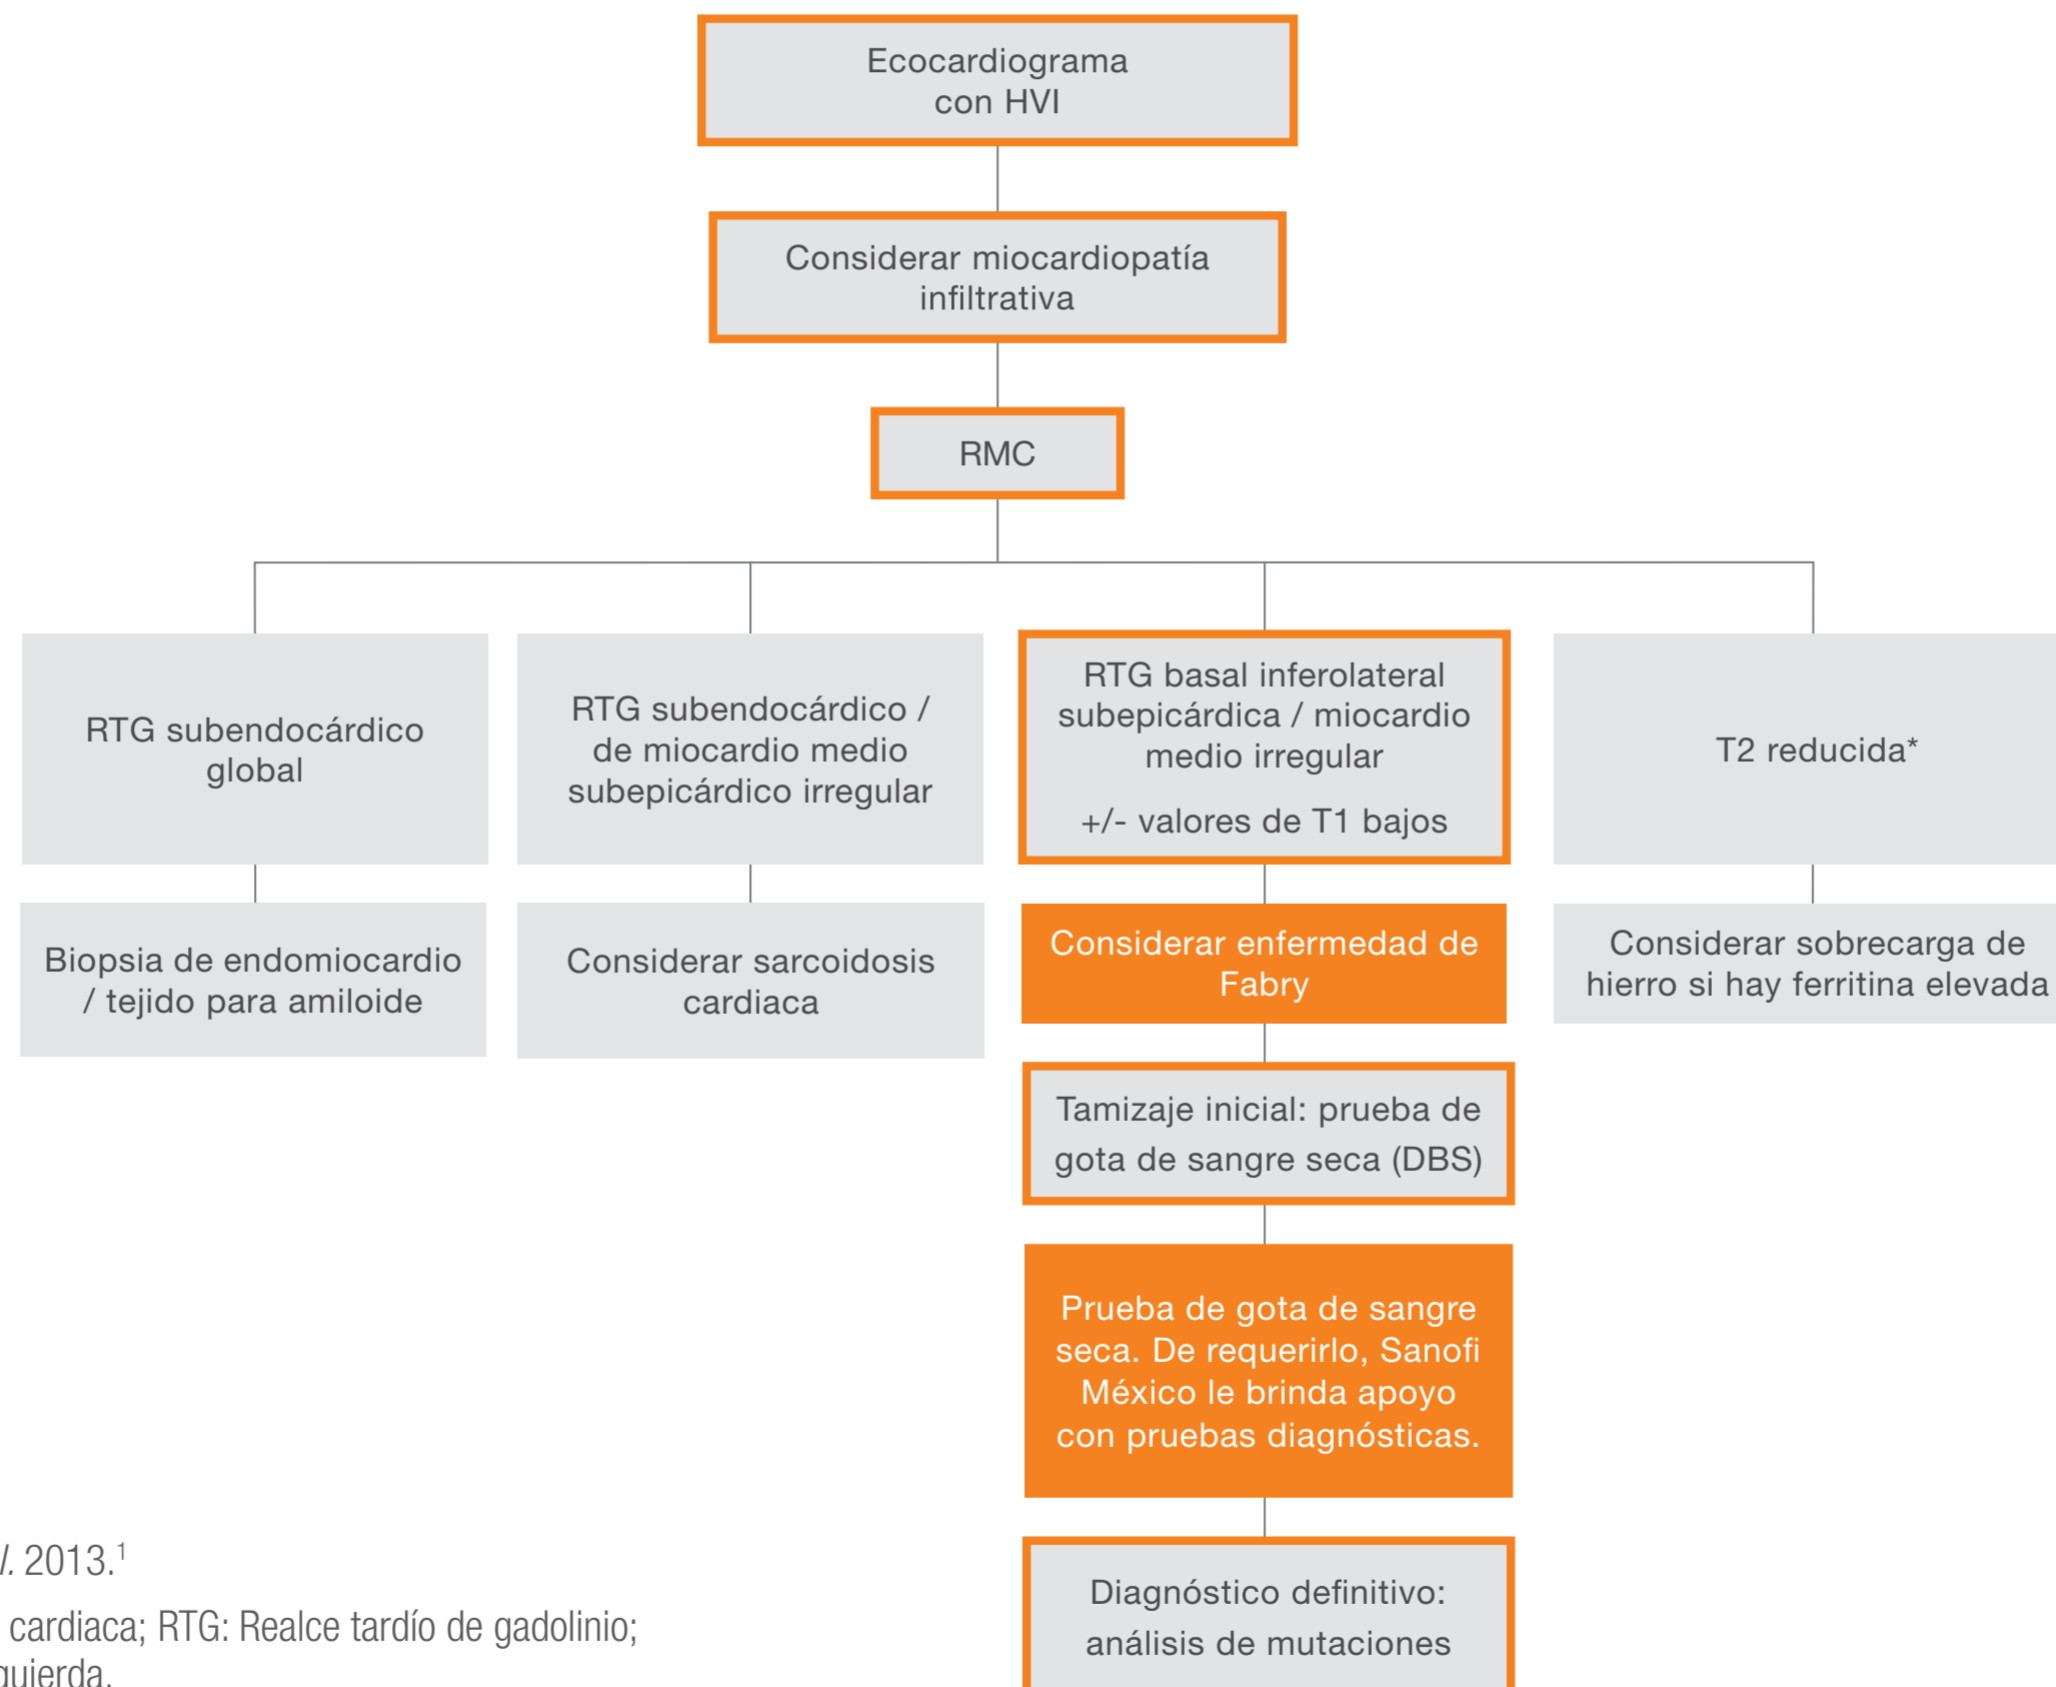 Ecocardiograma
con HVI
Considerar miocardiopatía
infiltrativa
RMC
RTG subendocárdico
global
RTG subendocárdico /
de miocardio medio
subepicárdico irregular
RTG basal inferolateral
subepicárdica / miocardio
medio irregular
+/- valores de T1 bajos
T2 reducida*
Biopsia de endomiocardio
/ tejido para amiloide
Considerar sarcoidosis
cardiaca
Considerar enfermedad de
Fabry
Considerar sobrecarga de
hierro si hay ferritina elevada
Tamizaje inicial: prueba de
gota de sangre seca (DBS)
Prueba de gota de sangre
seca. De requerirlo, Sanofi
México le brinda apoyo
con pruebas diagnósticas.
Diagnóstico definitivo:
análisis de mutaciones
2013.¹
cardiaca; RTG: Realce tardío de gadolinio;